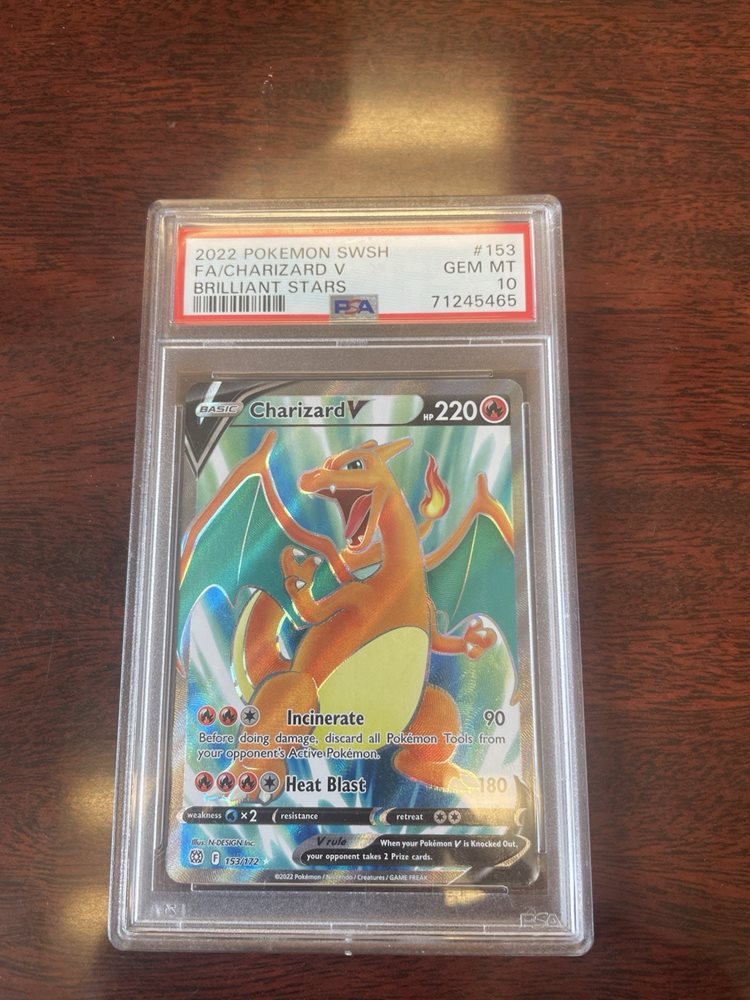 2022 POKEMON SWSH #153
FA/CHARIZARD V GEM MT
BRILLIANT STARS 10
PSA 71245465
BASIC Charizard V HP 220
Incinerate 90
Before doing damage, discard all Pokémon Tools from
your opponent's Active Pokémon.
Heat Blast 180
weakness ×2 resistance retreat
Illus. N-DESIGN Inc. V rule When your Pokémon V is Knocked Out,
F 153/172 your opponent takes 2 Prize cards.
©2022 Pokémon / Nintendo / Creatures / GAME FREAK
PSA